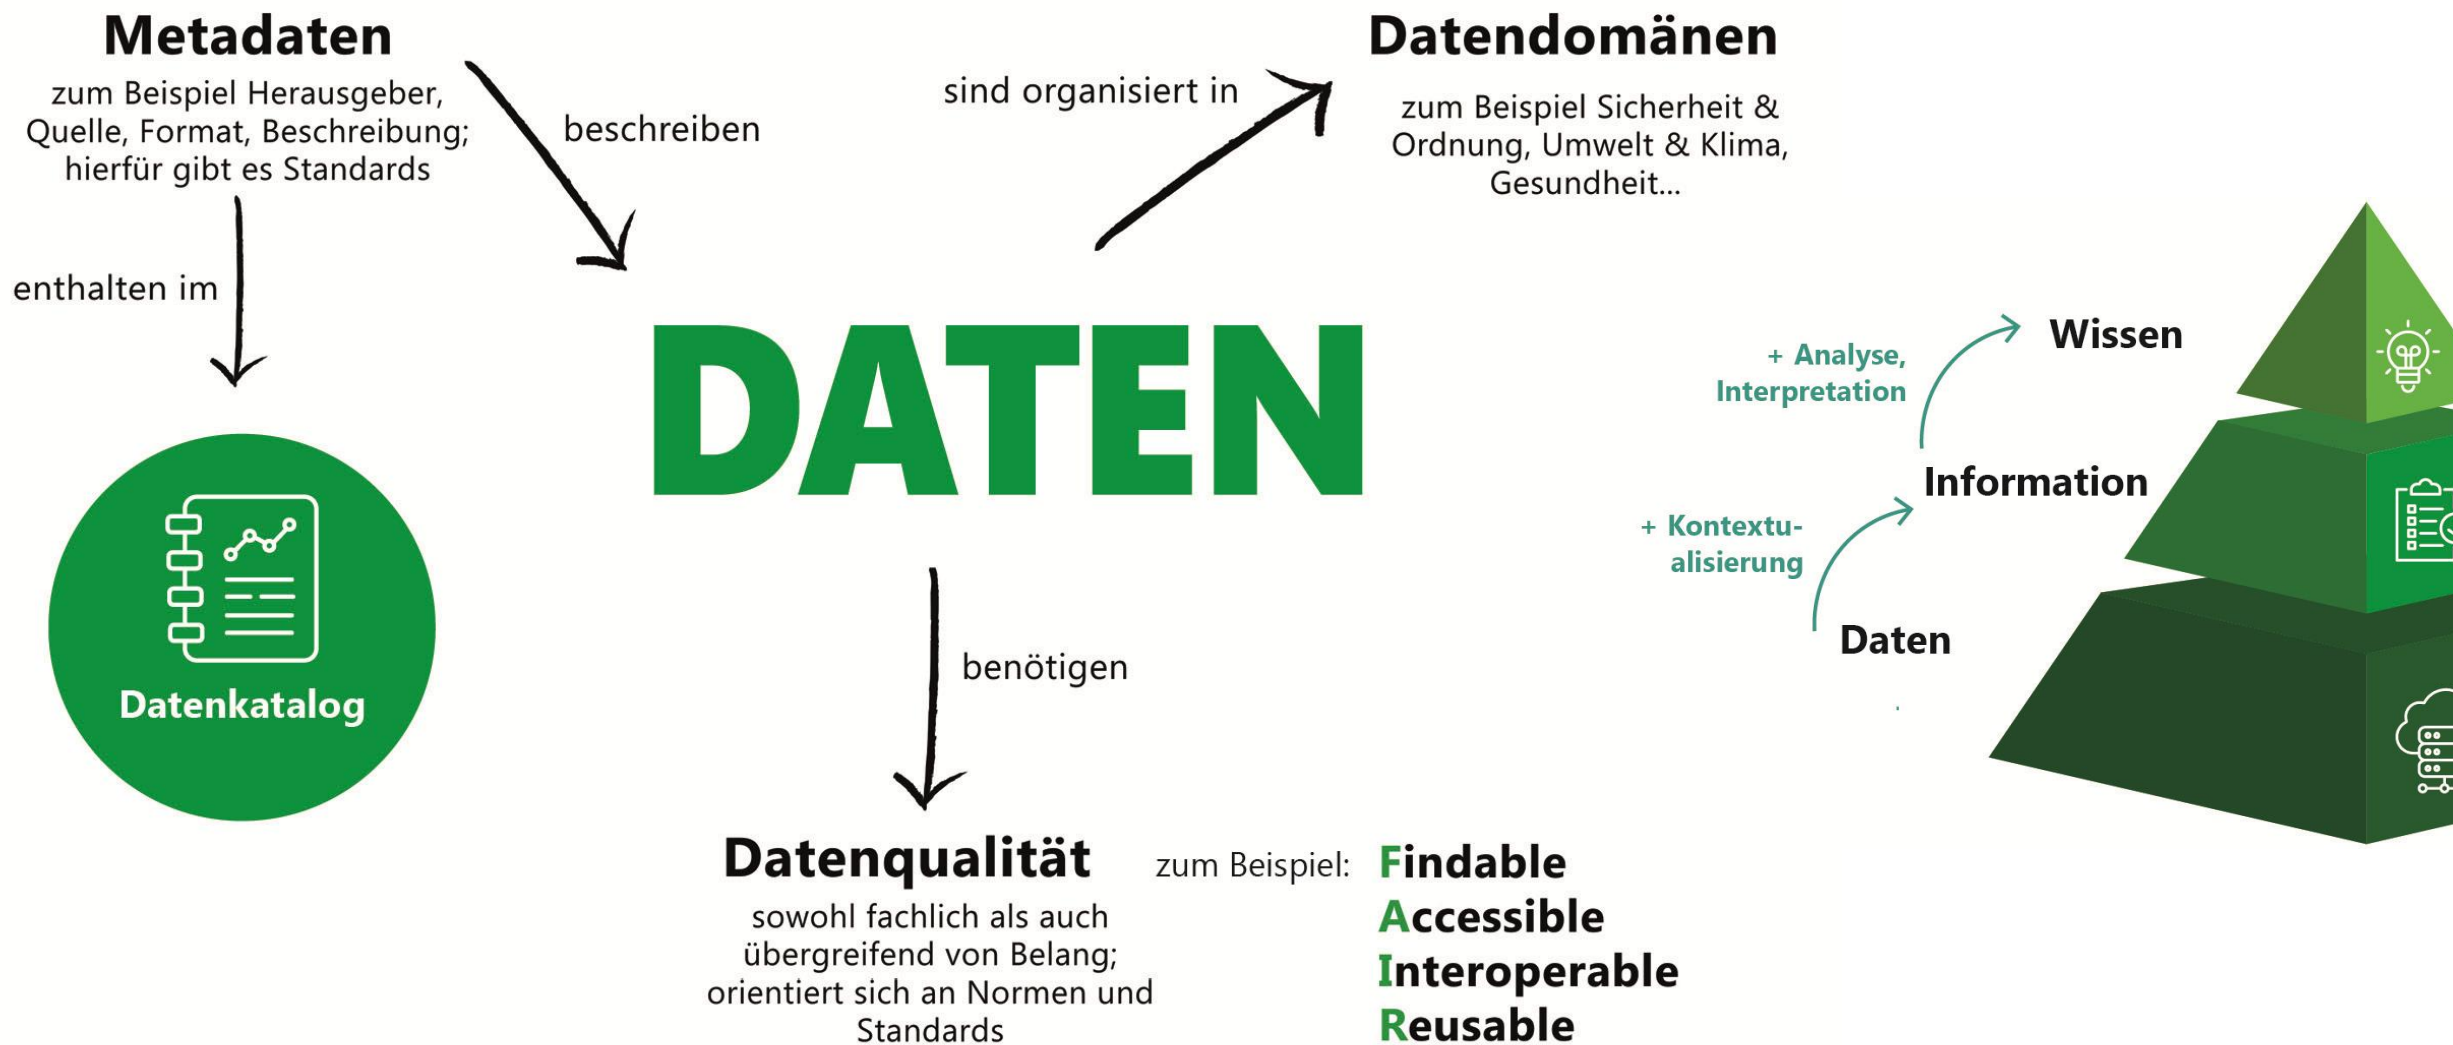 Metadaten
zum Beispiel Herausgeber,
Quelle, Format, Beschreibung;
hierfür gibt es Standards
beschreiben
enthalten im
Datenkatalog
sind organisiert in
Datendomänen
zum Beispiel Sicherheit &
Ordnung, Umwelt & Klima,
Gesundheit...
DATEN
benötigen
Datenqualität
sowohl fachlich als auch
übergreifend von Belang;
orientiert sich an Normen und
Standards
zum Beispiel:
Findable
Accessible
Interoperable
Reusable
Wissen
+ Analyse,
Interpretation
Information
+ Kontextu-
alisierung
Daten